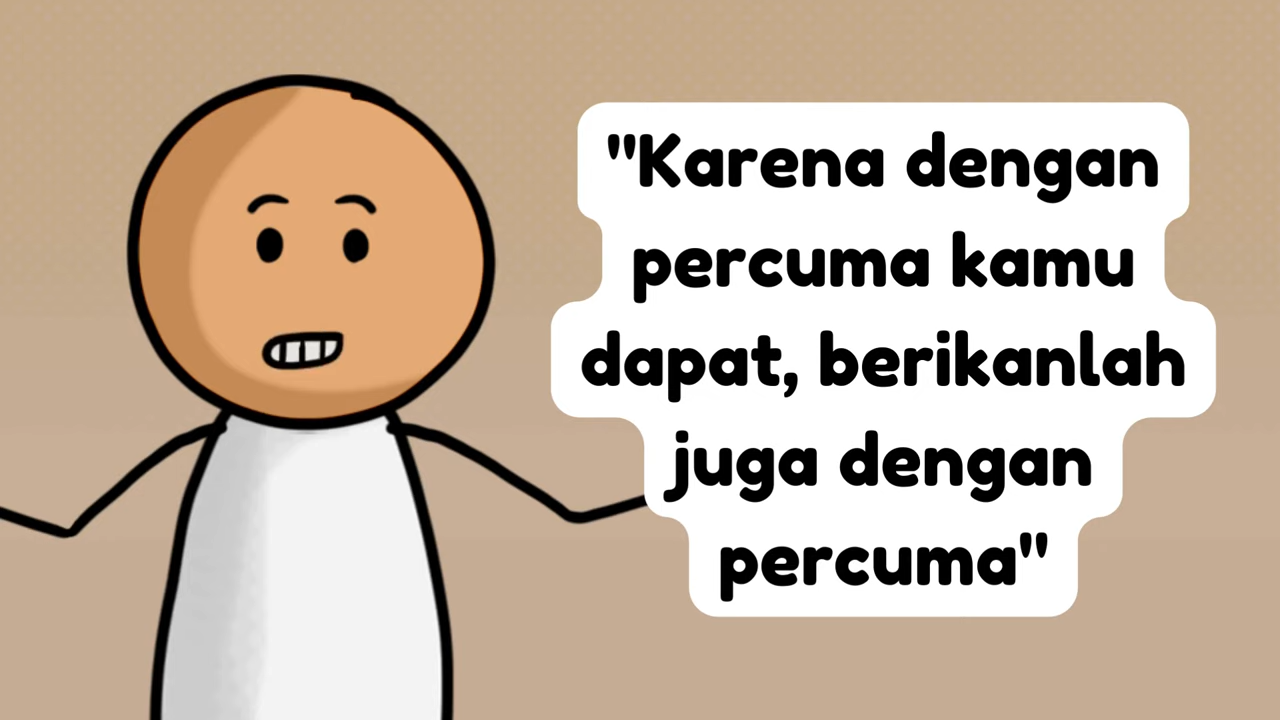 "Karena dengan
percuma kamu
dapat, berikanlah
juga dengan
percuma"